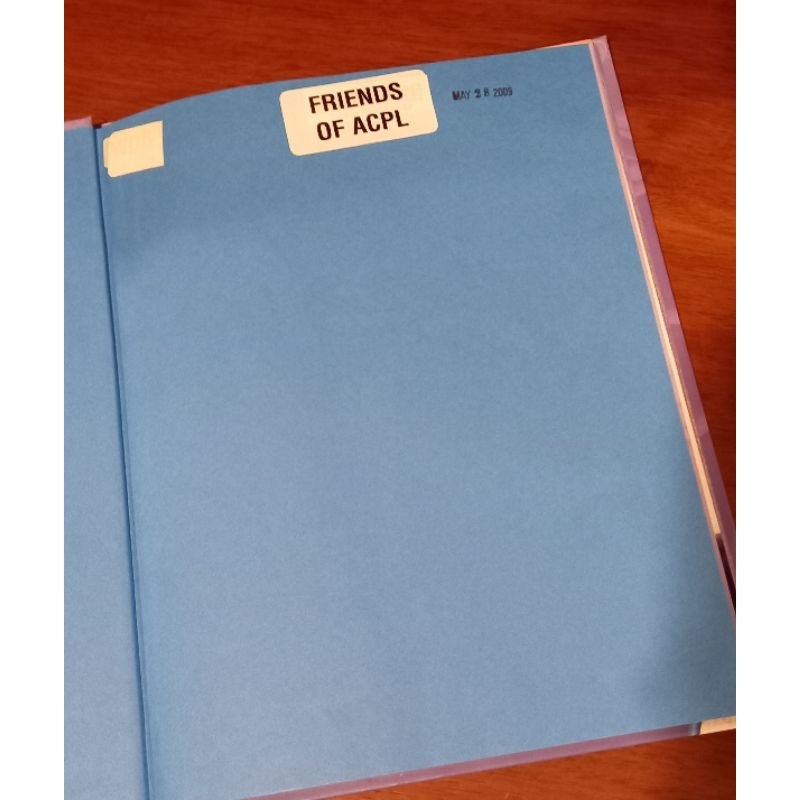 FRIENDS
OF ACPL
MAY 28 2009